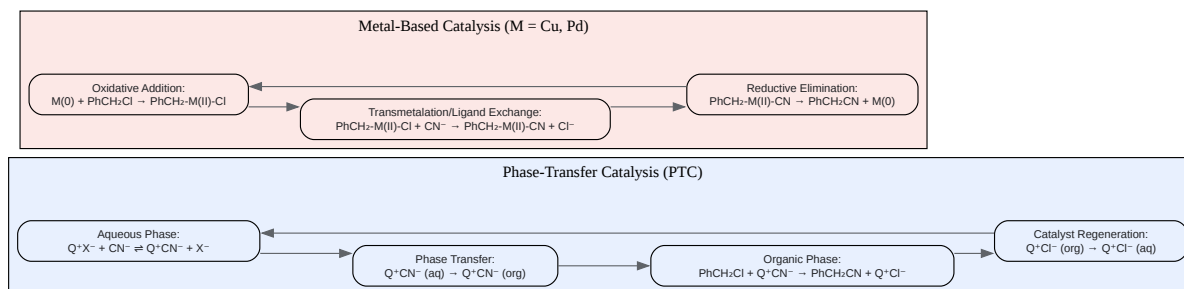 Metal-Based Catalysis (M = Cu, Pd)
Oxidative Addition:
M(0) + PhCH₂Cl → PhCH₂-M(II)-Cl
Transmetalation/Ligand Exchange:
PhCH₂-M(II)-Cl + CN⁻ → PhCH₂-M(II)-CN + Cl⁻
Reductive Elimination:
PhCH₂-M(II)-CN → PhCH₂CN + M(0)
Phase-Transfer Catalysis (PTC)
Aqueous Phase:
Q⁺X⁻ + CN⁻ ⇌ Q⁺CN⁻ + X⁻
Phase Transfer:
Q⁺CN⁻ (aq) → Q⁺CN⁻ (org)
Organic Phase:
PhCH₂Cl + Q⁺CN⁻ → PhCH₂CN + Q⁺Cl⁻
Catalyst Regeneration:
Q⁺Cl⁻ (org) → Q⁺Cl⁻ (aq)